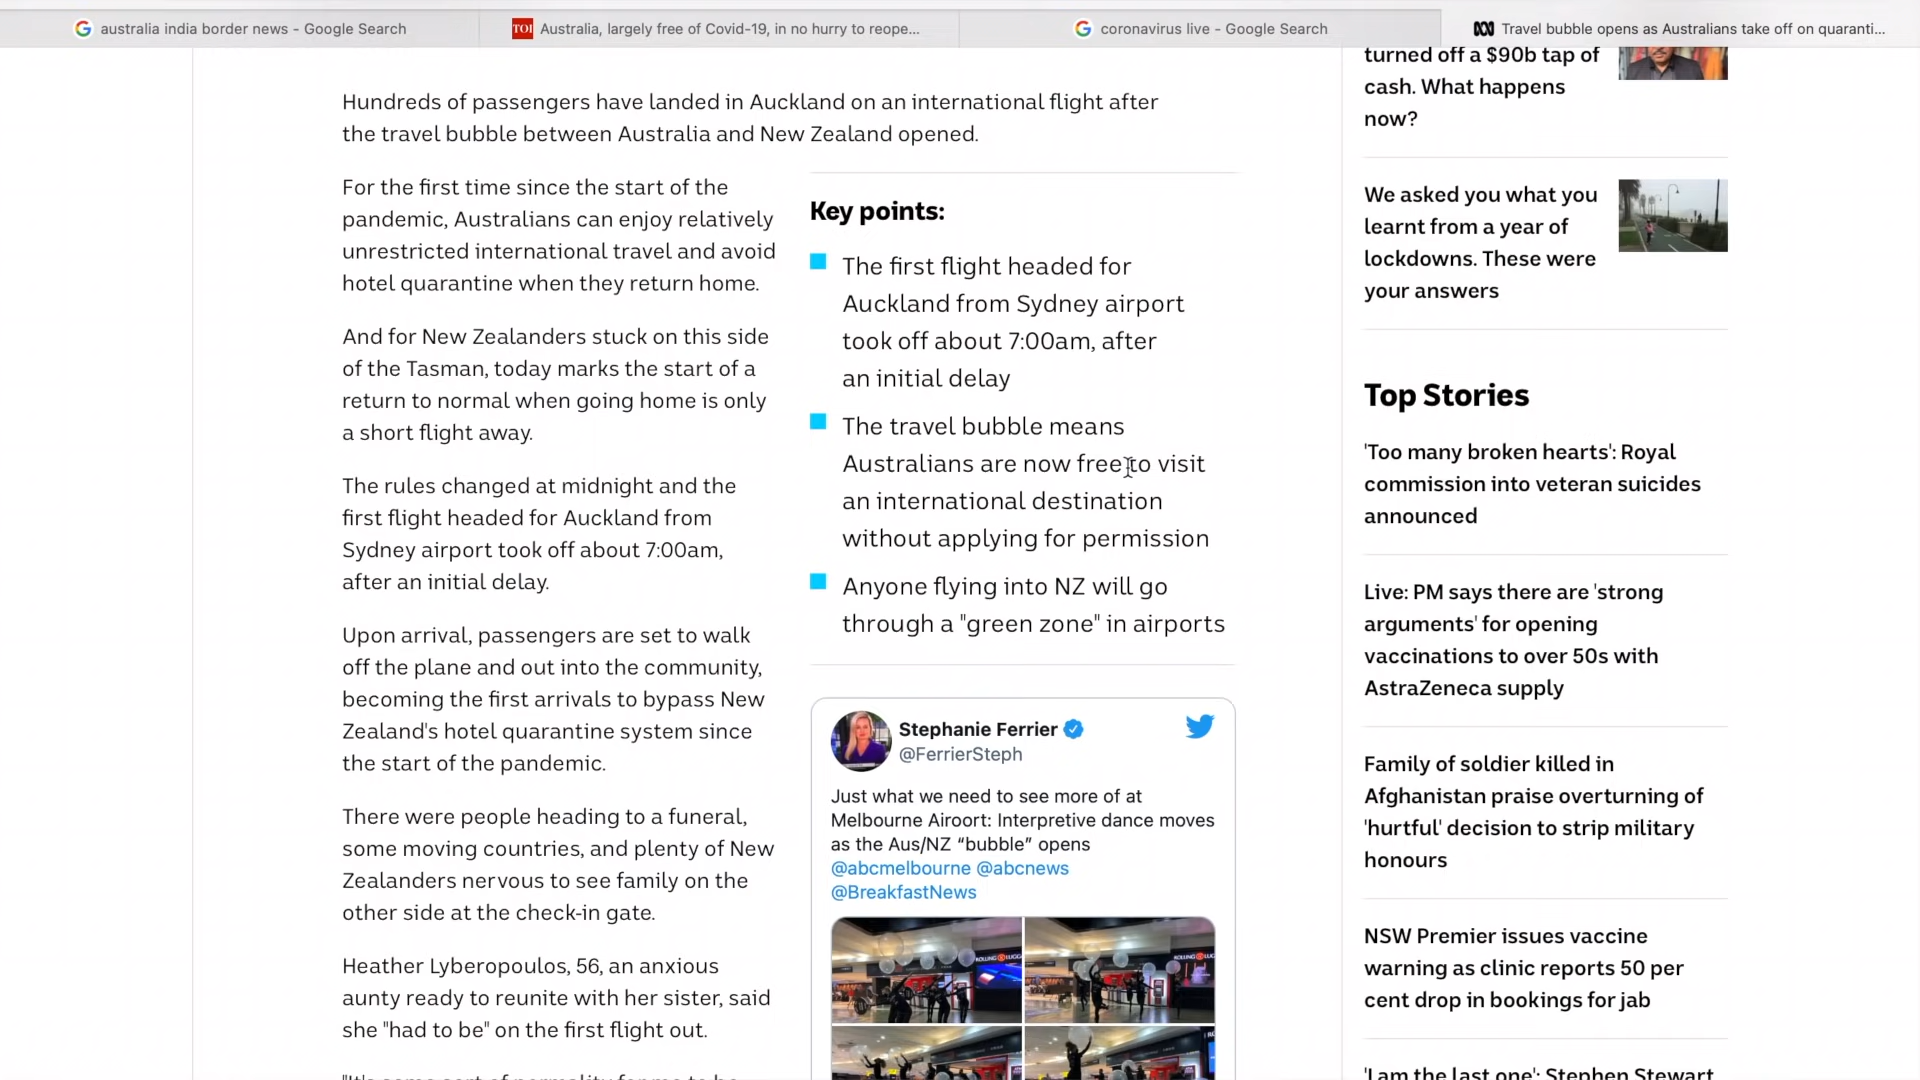 australia india border news - Google Search
TOI
Australia, largely free of Covid-19, in no hurry to reope...
coronavirus live - Google Search
Travel bubble opens as Australians take off on quaranti...
Hundreds of passengers have landed in Auckland on an international flight after
the travel bubble between Australia and New Zealand opened.
For the first time since the start of the
pandemic, Australians can enjoy relatively
unrestricted international travel and avoid
hotel quarantine when they return home.
And for New Zealanders stuck on this side
of the Tasman, today marks the start of a
return to normal when going home is only
a short flight away.
The rules changed at midnight and the
first flight headed for Auckland from
Sydney airport took off about 7:00am,
after an initial delay.
Upon arrival, passengers are set to walk
off the plane and out into the community,
becoming the first arrivals to bypass New
Zealand's hotel quarantine system since
the start of the pandemic.
There were people heading to a funeral,
some moving countries, and plenty of New
Zealanders nervous to see family on the
other side at the check-in gate.
Heather Lyberopoulos, 56, an anxious
aunty ready to reunite with her sister, said
she "had to be" on the first flight out.
"It's some sort of normality for me to be
Key points:
The first flight headed for
Auckland from Sydney airport
took off about 7:00am, after
an initial delay
The travel bubble means
Australians are now free to visit
an international destination
without applying for permission
Anyone flying into NZ will go
through a "green zone" in airports
Stephanie Ferrier
@FerrierSteph
Just what we need to see more of at
Melbourne Airoort: Interpretive dance moves
as the Aus/NZ “bubble” opens
@abcmelbourne @abcnews
@BreakfastNews
turned off a $90b tap of
cash. What happens
now?
We asked you what you
learnt from a year of
lockdowns. These were
your answers
Top Stories
'Too many broken hearts': Royal
commission into veteran suicides
announced
Live: PM says there are 'strong
arguments' for opening
vaccinations to over 50s with
AstraZeneca supply
Family of soldier killed in
Afghanistan praise overturning of
'hurtful' decision to strip military
honours
NSW Premier issues vaccine
warning as clinic reports 50 per
cent drop in bookings for jab
'I am the last one': Stephen Stewart